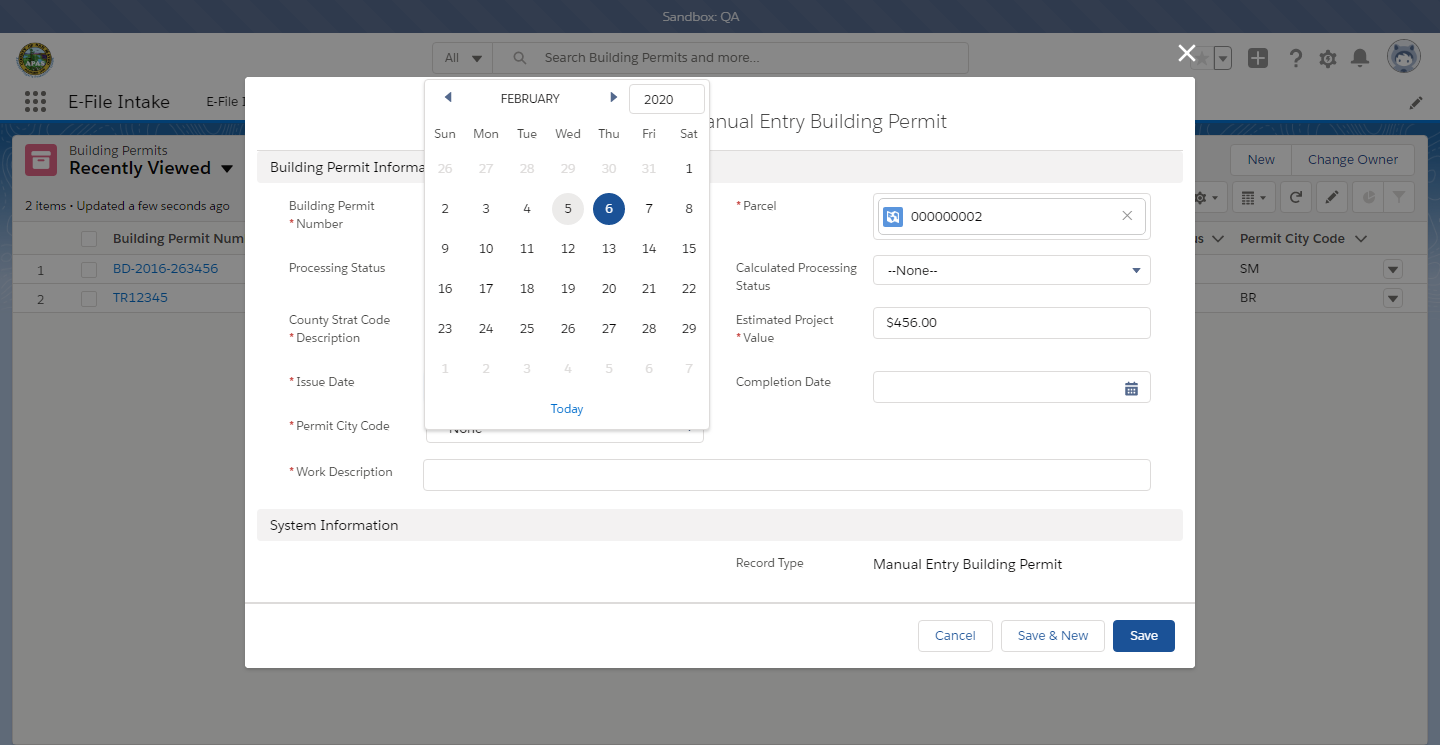 Sandbox: QA
All
Search Building Permits and more...
E-File Intake
E-File I
Building Permits
Recently Viewed
2 items • Updated a few seconds ago
New
Change Owner
Building Permit Num
us
Permit City Code
1
BD-2016-263456
SM
2
TR12345
BR
anual Entry Building Permit
Building Permit Informa
Building Permit
*Number
*Parcel
000000002
Processing Status
Calculated Processing
Status
--None--
County Strat Code
*Description
Estimated Project
*Value
$456.00
*Issue Date
Completion Date
*Permit City Code
*Work Description
System Information
Record Type
Manual Entry Building Permit
Cancel
Save & New
Save
FEBRUARY
2020
Sun Mon Tue Wed Thu Fri Sat
26 27 28 29 30 31 1
2 3 4 5 6 7 8
9 10 11 12 13 14 15
16 17 18 19 20 21 22
23 24 25 26 27 28 29
1 2 3 4 5 6 7
Today